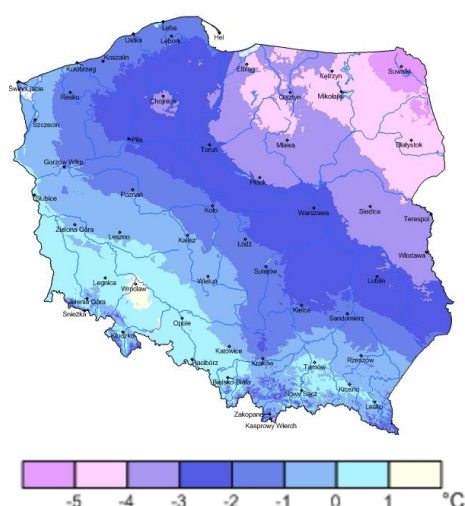 Łeba
Hel
Ustka
Lębork
Koszalin
Kołobrzeg
Elbląg
Kętrzyn
Suwałki
Świnoujście
Resko
Chojnice
Olsztyn
Mikołajki
Szczecin
Piła
Toruń
Mława
Białystok
Gorzów Wlkp.
Płock
Słubice
Poznań
Koło
Warszawa
Siedlce
Terespol
Zielona Góra
Leszno
Kalisz
Łódź
Włodawa
Legnica
Wrocław
Wieluń
Sulejów
Lublin
Jelenia Góra
Śnieżka
Kłodzko
Opole
Kielce
Sandomierz
Katowice
Racibórz
Kraków
Tarnów
Rzeszów
Bielsko Biała
Nowy Sącz
Krosno
Lesko
Zakopane
Kasprowy Wierch
-5 -4 -3 -2 -1 0 1 °C